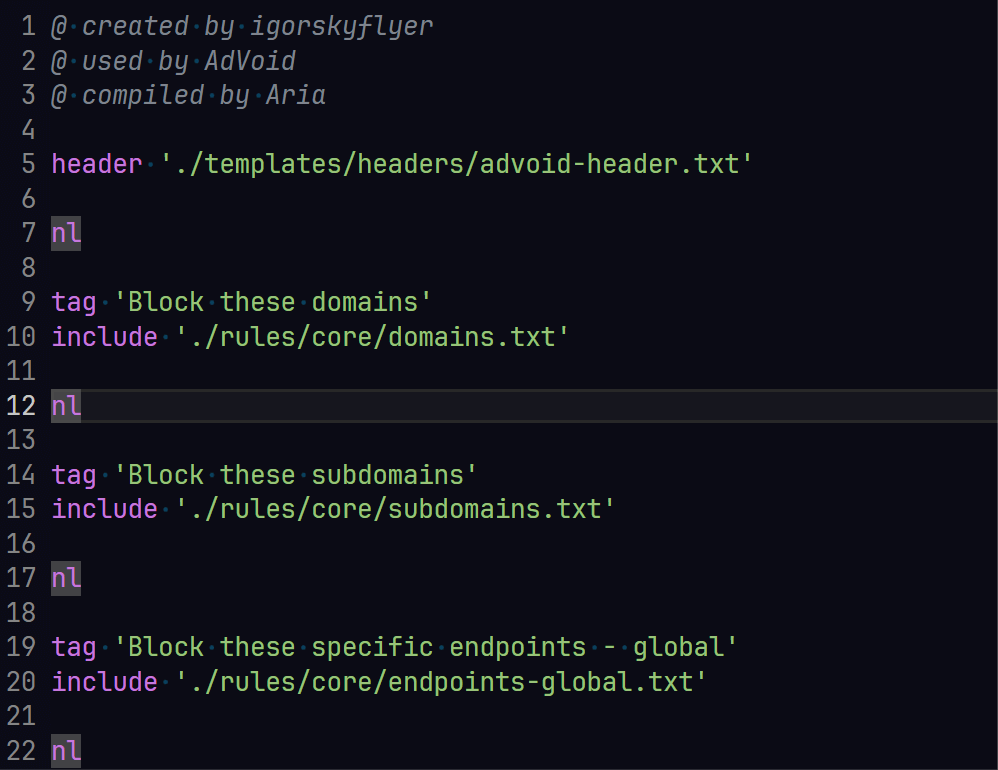 1 @ created by igorskyflyer
2 @ used by AdVoid
3 @ compiled by Aria
4
5 header './templates/headers/advoid-header.txt'
6
7 nl
8
9 tag 'Block these domains'
10 include './rules/core/domains.txt'
11
12 nl
13
14 tag 'Block these subdomains'
15 include './rules/core/subdomains.txt'
16
17 nl
18
19 tag 'Block these specific endpoints - global'
20 include './rules/core/endpoints-global.txt'
21
22 nl